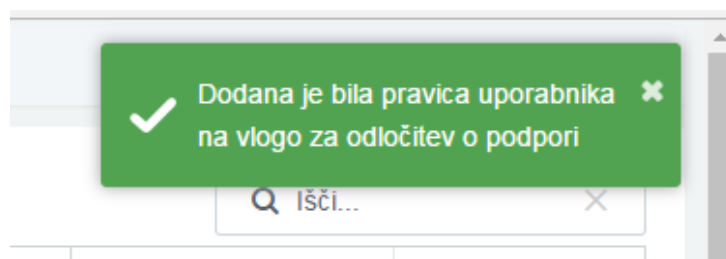 Dodana je bila pravica uporabnika
na vlogo za odločitev o podpori
Išči...